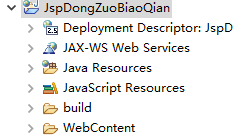 JspDongZuoBiaoQian
Deployment Descriptor: JspD
JAX-WS Web Services
Java Resources
JavaScript Resources
build
WebContent